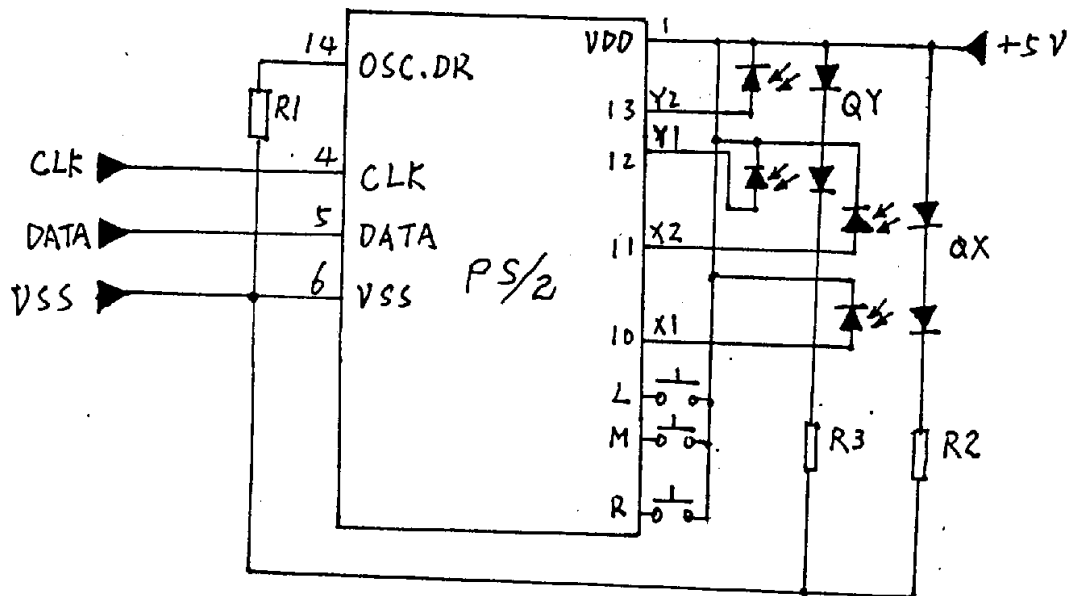 14
OSC.DR
R1
CLK
4
CLK
DATA
5
DATA
VSS
6
VSS
PS/2
VDD
1
+5V
13
Y2
QY
12
Y1
11
X2
QX
10
X1
L
M
R
R3
R2